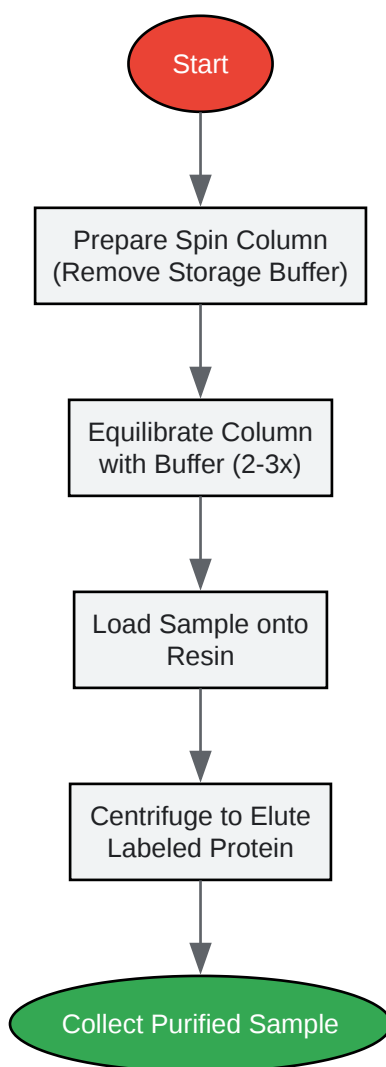 Start
Prepare Spin Column
(Remove Storage Buffer)
Equilibrate Column
with Buffer (2-3x)
Load Sample onto
Resin
Centrifuge to Elute
Labeled Protein
Collect Purified Sample